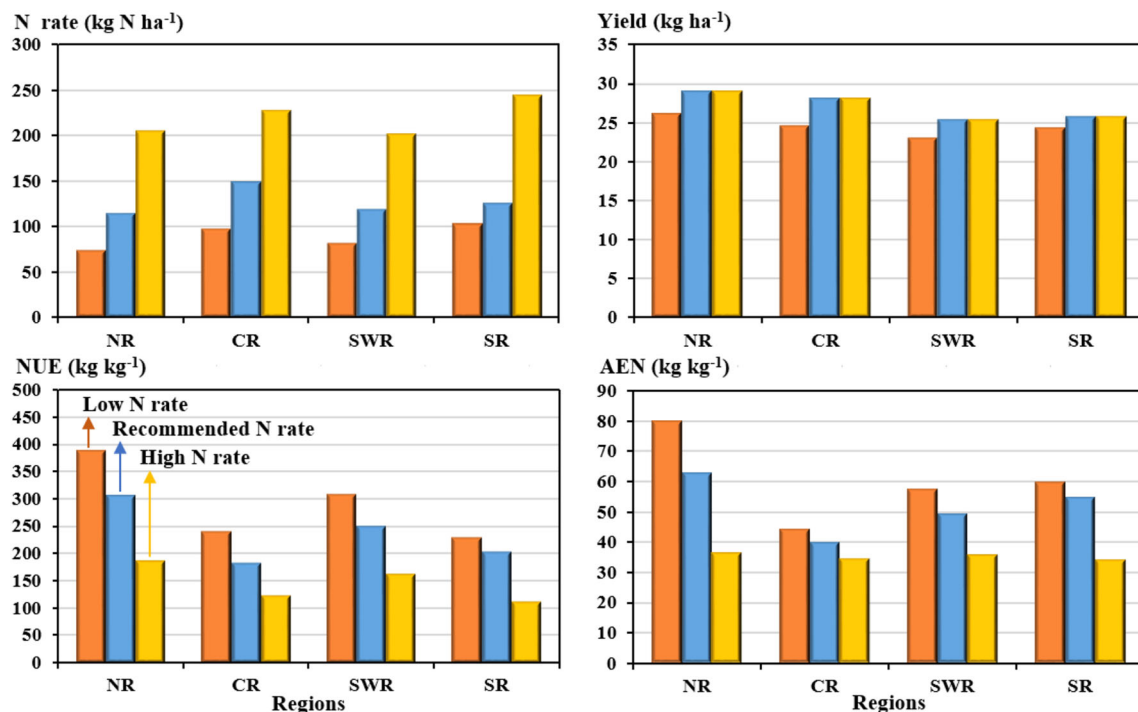 N rate (kg N ha⁻¹)
300
250
200
150
100
50
0
NR CR SWR SR
Yield (kg ha⁻¹)
35
30
25
20
15
10
5
0
NR CR SWR SR
NUE (kg kg⁻¹)
500
450
400
350
300
250
200
150
100
50
0
Low N rate
Recommended N rate
High N rate
NR CR SWR SR
Regions
AEN (kg kg⁻¹)
90
80
70
60
50
40
30
20
10
0
NR CR SWR SR
Regions